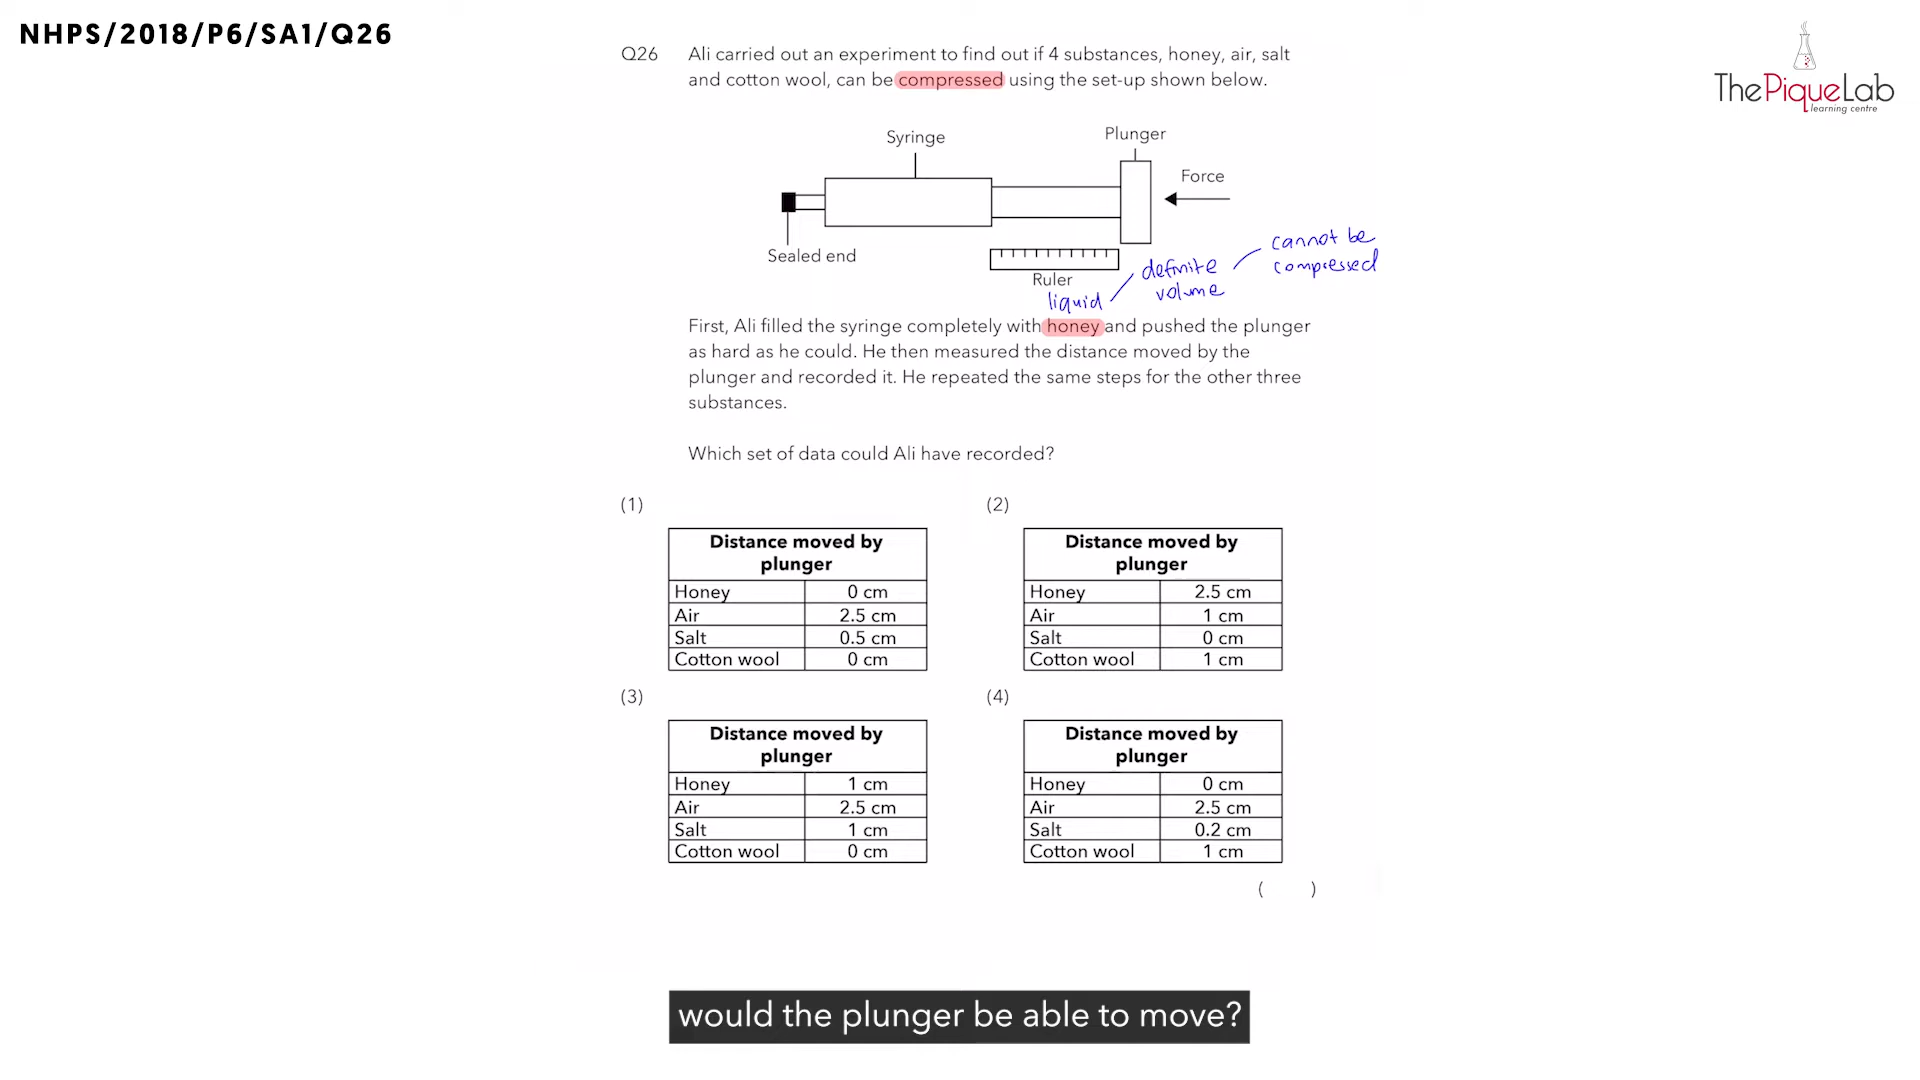 NHPS/2018/P6/SA1/Q26
ThePiqueLab
learning centre
Q26 Ali carried out an experiment to find out if 4 substances, honey, air, salt
and cotton wool, can be compressed using the set-up shown below.
Syringe
Plunger
Force
Sealed end
Ruler
liquid
definite
volume
cannot be
compressed
First, Ali filled the syringe completely with honey and pushed the plunger
as hard as he could. He then measured the distance moved by the
plunger and recorded it. He repeated the same steps for the other three
substances.
Which set of data could Ali have recorded?
(1)
Distance moved by
plunger
Honey 0 cm
Air 2.5 cm
Salt 0.5 cm
Cotton wool 0 cm
(2)
Distance moved by
plunger
Honey 2.5 cm
Air 1 cm
Salt 0 cm
Cotton wool 1 cm
(3)
Distance moved by
plunger
Honey 1 cm
Air 2.5 cm
Salt 1 cm
Cotton wool 0 cm
(4)
Distance moved by
plunger
Honey 0 cm
Air 2.5 cm
Salt 0.2 cm
Cotton wool 1 cm
( )
would the plunger be able to move?